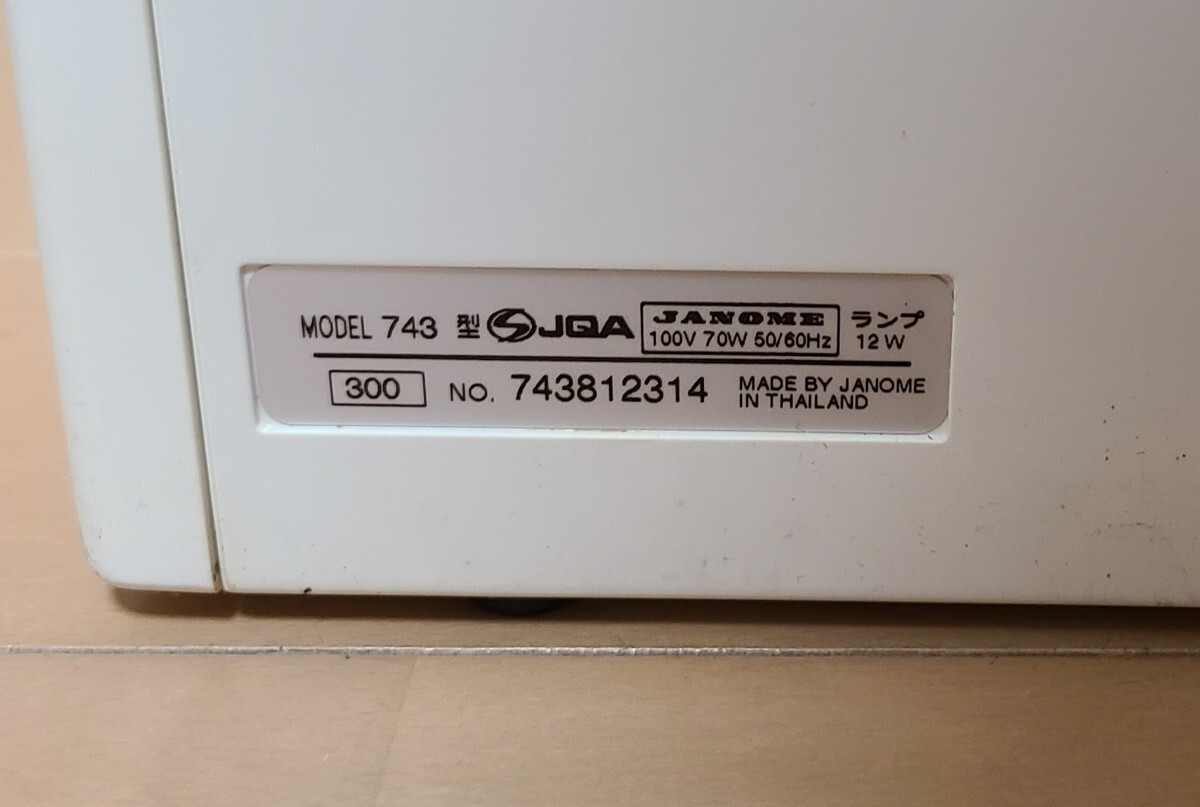 MODEL 743 型 JQA JANOME ランプ
100V 70W 50/60Hz 12W
300 NO. 743812314 MADE BY JANOME
IN THAILAND